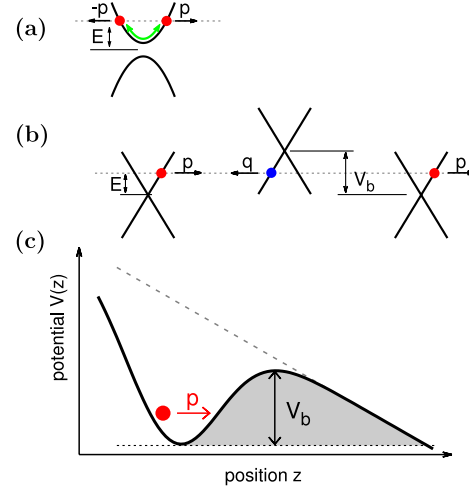 (a)
-p p
E
(b)
p q p
E V_b
(c)
potential V(z)
p
V_b
position z